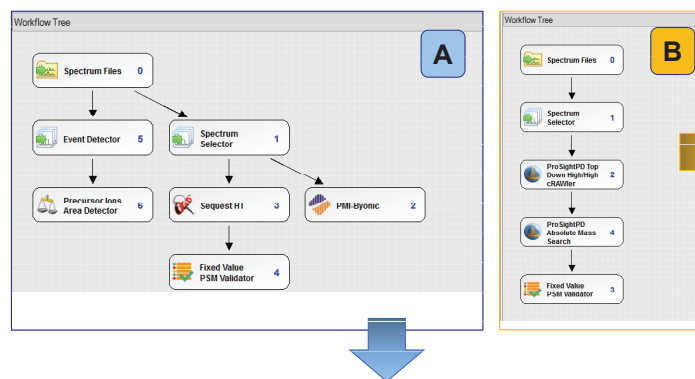 Workflow Tree
A
Spectrum Files 0
Event Detector 5
Spectrum
Selector 1
Precursor Ions
Area Detector 6
Sequest HT 3
PMI-Byonic 2
Fixed Value
PSM Validator 4
Workflow Tree
B
Spectrum Files 0
Spectrum
Selector 1
ProSightPD Top
Down High/High
cRAWler 2
ProSightPD
Absolute Mass
Search 4
Fixed Value
PSM Validator 3